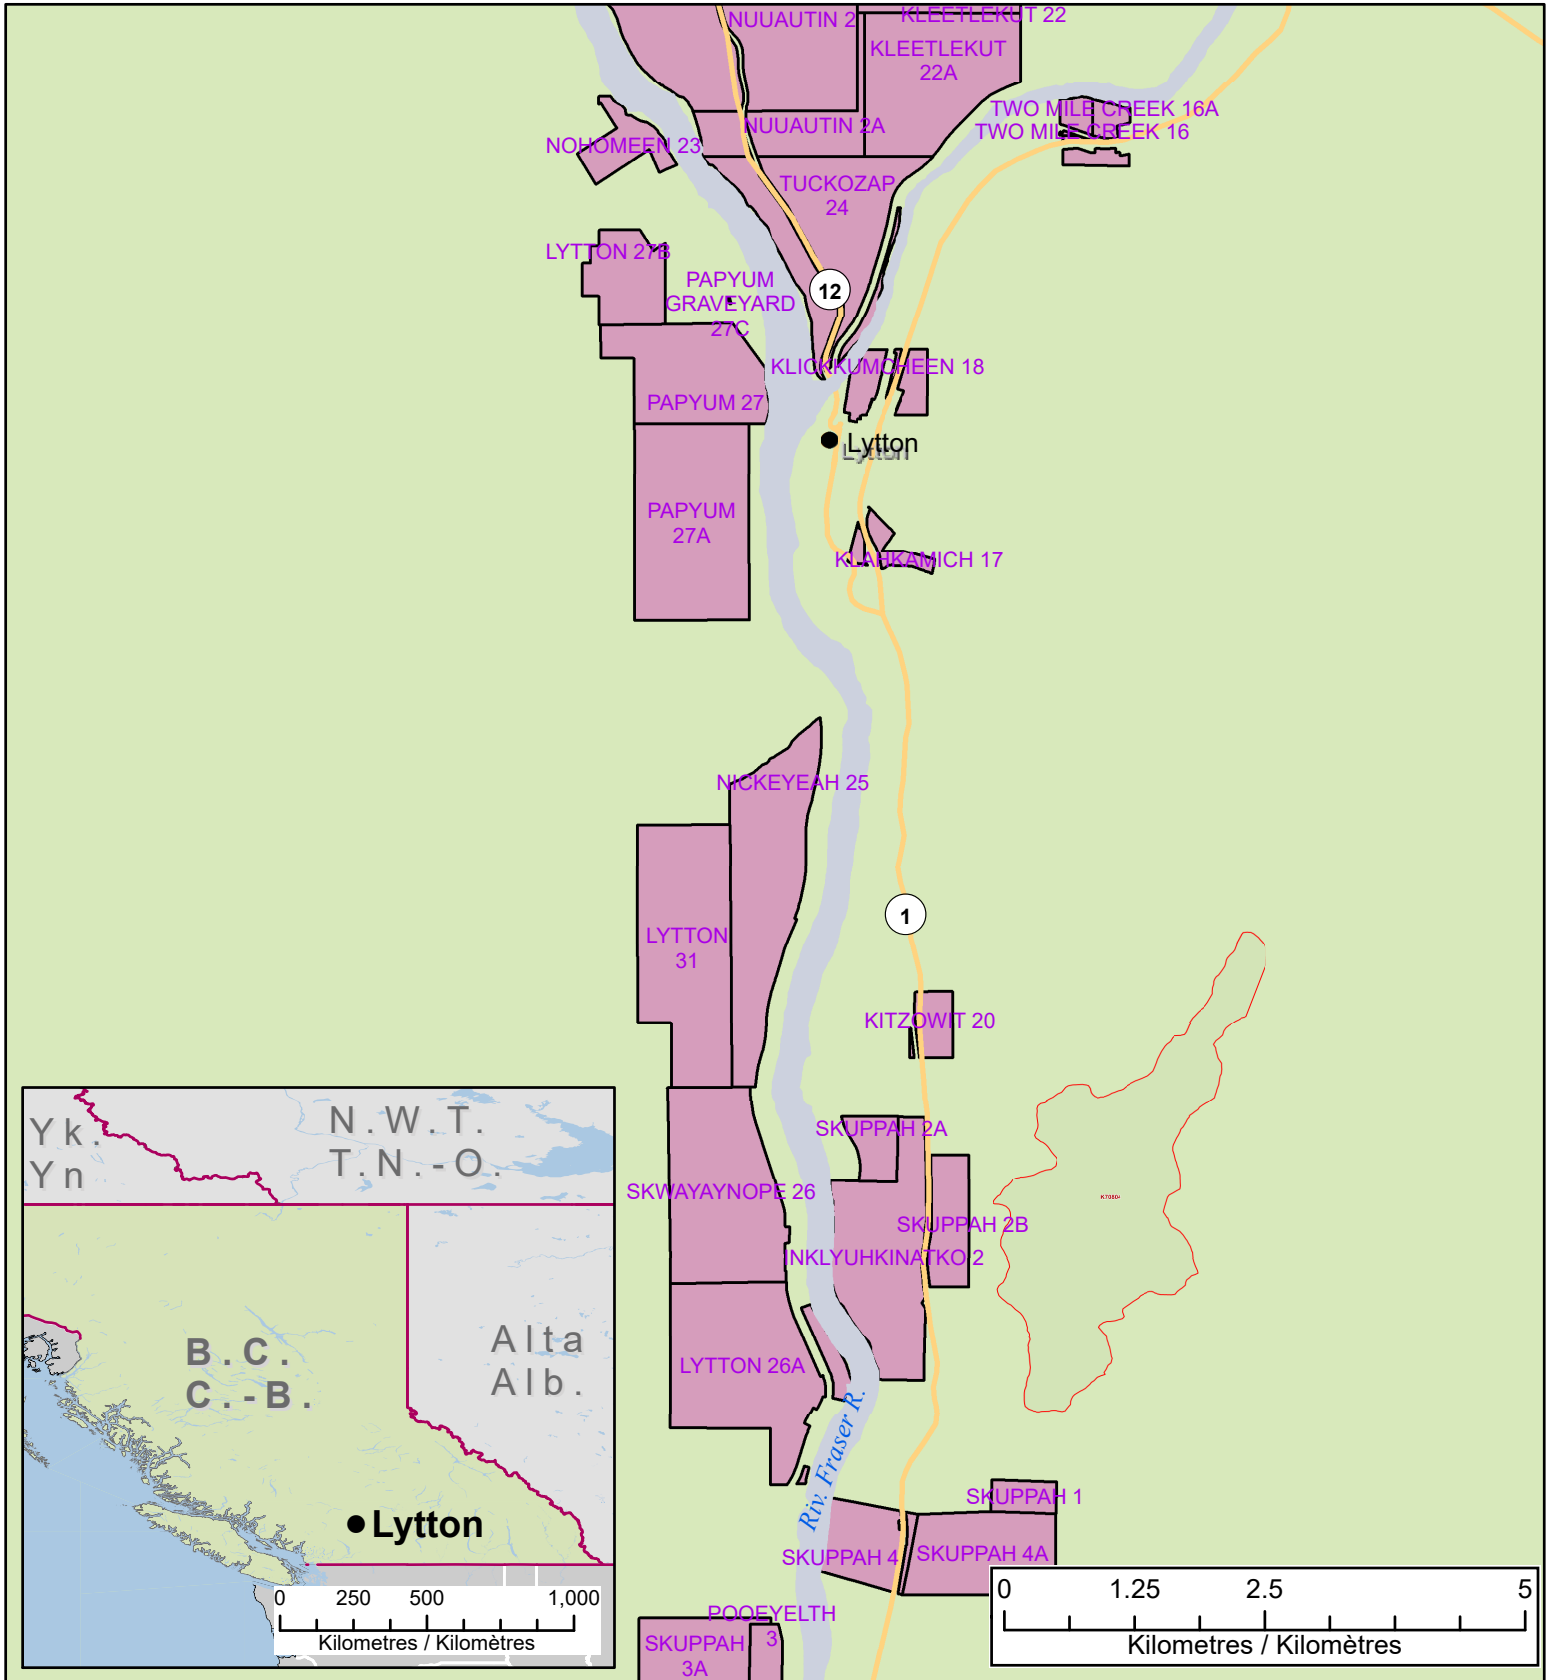 NUUAUTIN 2
KLEETLEKUT 22
KLEETLEKUT
22A
TWO MILE CREEK 16A
TWO MILE CREEK 16
NUUAUTIN 2A
NOHOMEEN 23
TUCKOZAP
24
LYTTON 27B
PAPYUM
GRAVEYARD
27C
12
KLICKKUMCHEEN 18
PAPYUM 27
Lytton
PAPYUM
27A
KLAHKAMICH 17
NICKEYEAH 25
LYTTON
31
1
KITZOWIT 20
SKUPPAH 2A
SKWAYAYNOPE 26
K70804
SKUPPAH 2B
INKLYUHKINATKO 2
LYTTON 26A
Riv. Fraser R.
SKUPPAH 1
SKUPPAH 4
SKUPPAH 4A
POOEYELTH
3
SKUPPAH
3A
Yk.
Yn
N.W.T.
T.N.-O.
B.C.
C.-B.
Alta
Alb.
Lytton
0 250 500 1,000
Kilometres / Kilomètres
0 1.25 2.5 5
Kilometres / Kilomètres